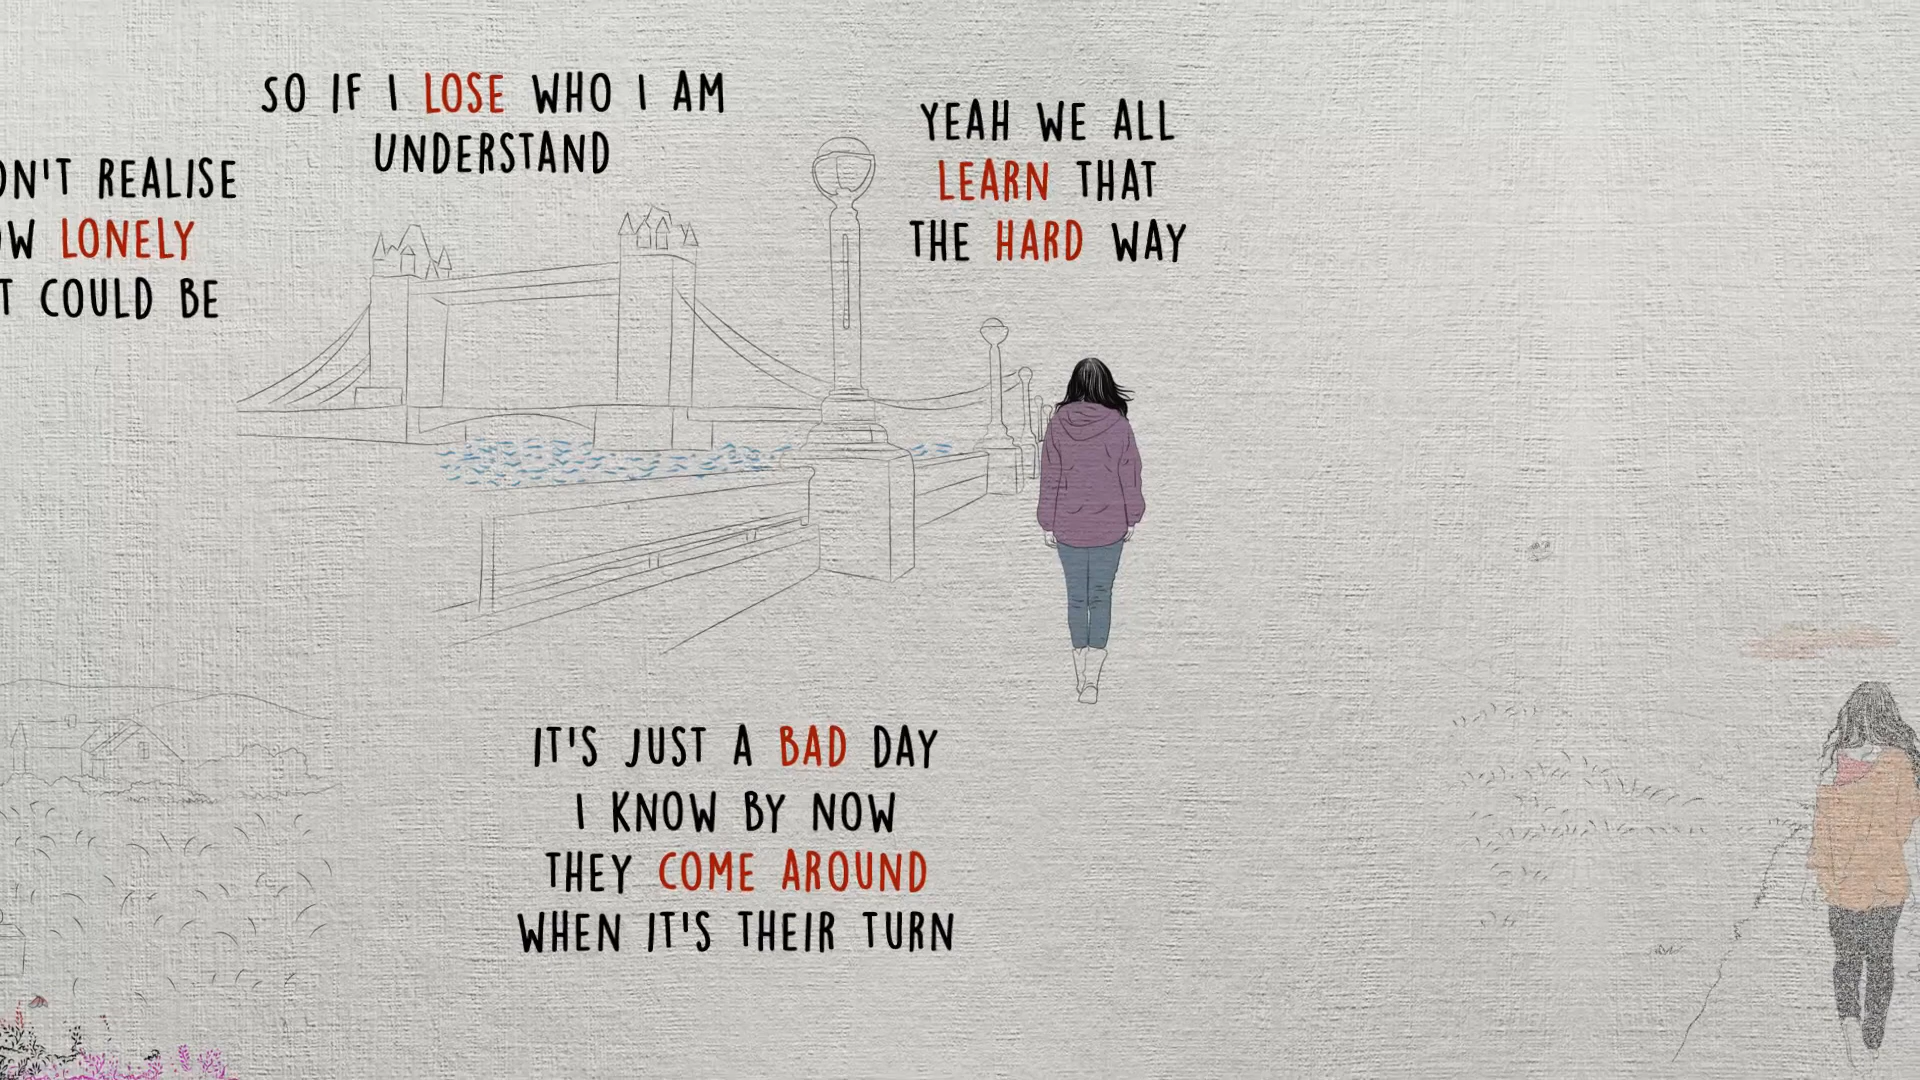 ON'T REALISE
LONELY
COULD BE
SO IF I LOSE WHO I AM
UNDERSTAND
YEAH WE ALL
LEARN THAT
THE HARD WAY
IT'S JUST A BAD DAY
I KNOW BY NOW
THEY COME AROUND
WHEN IT'S THEIR TURN